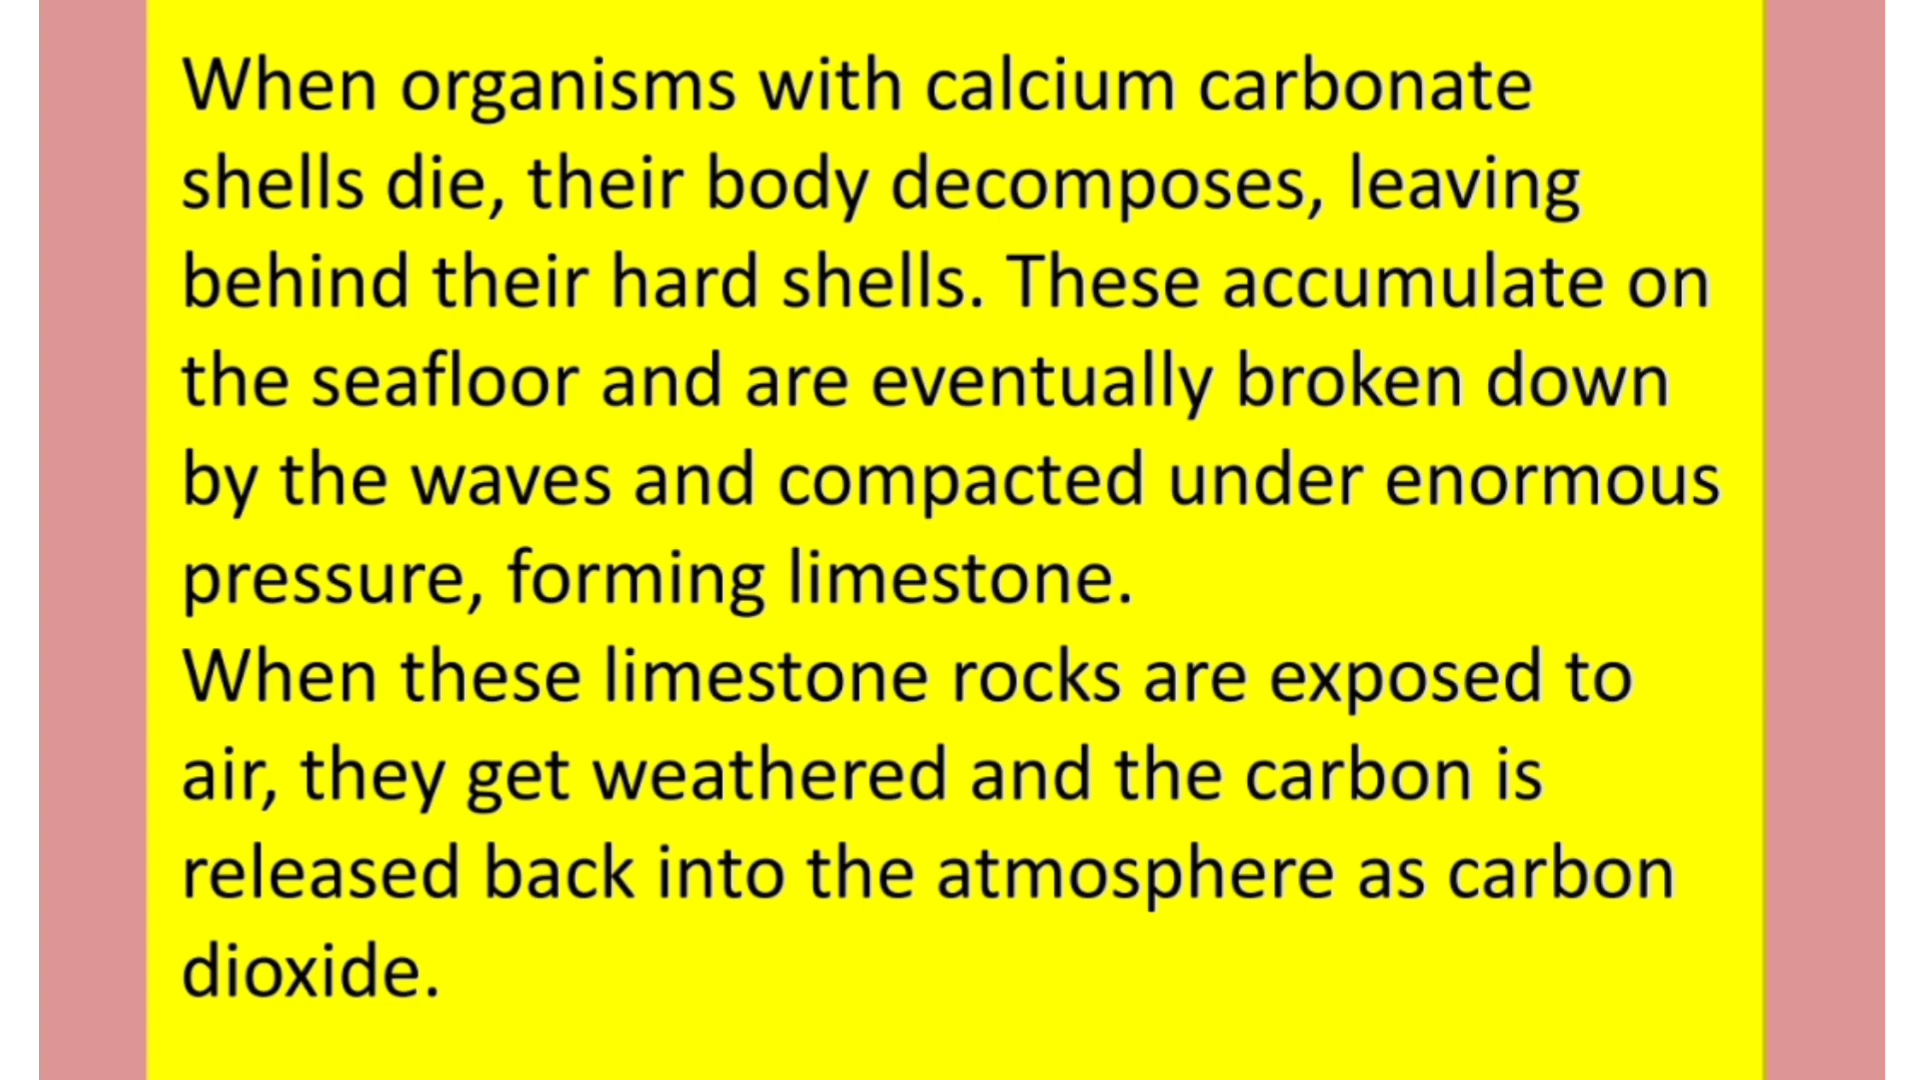 When organisms with calcium carbonate
shells die, their body decomposes, leaving
behind their hard shells. These accumulate on
the seafloor and are eventually broken down
by the waves and compacted under enormous
pressure, forming limestone.
When these limestone rocks are exposed to
air, they get weathered and the carbon is
released back into the atmosphere as carbon
dioxide.